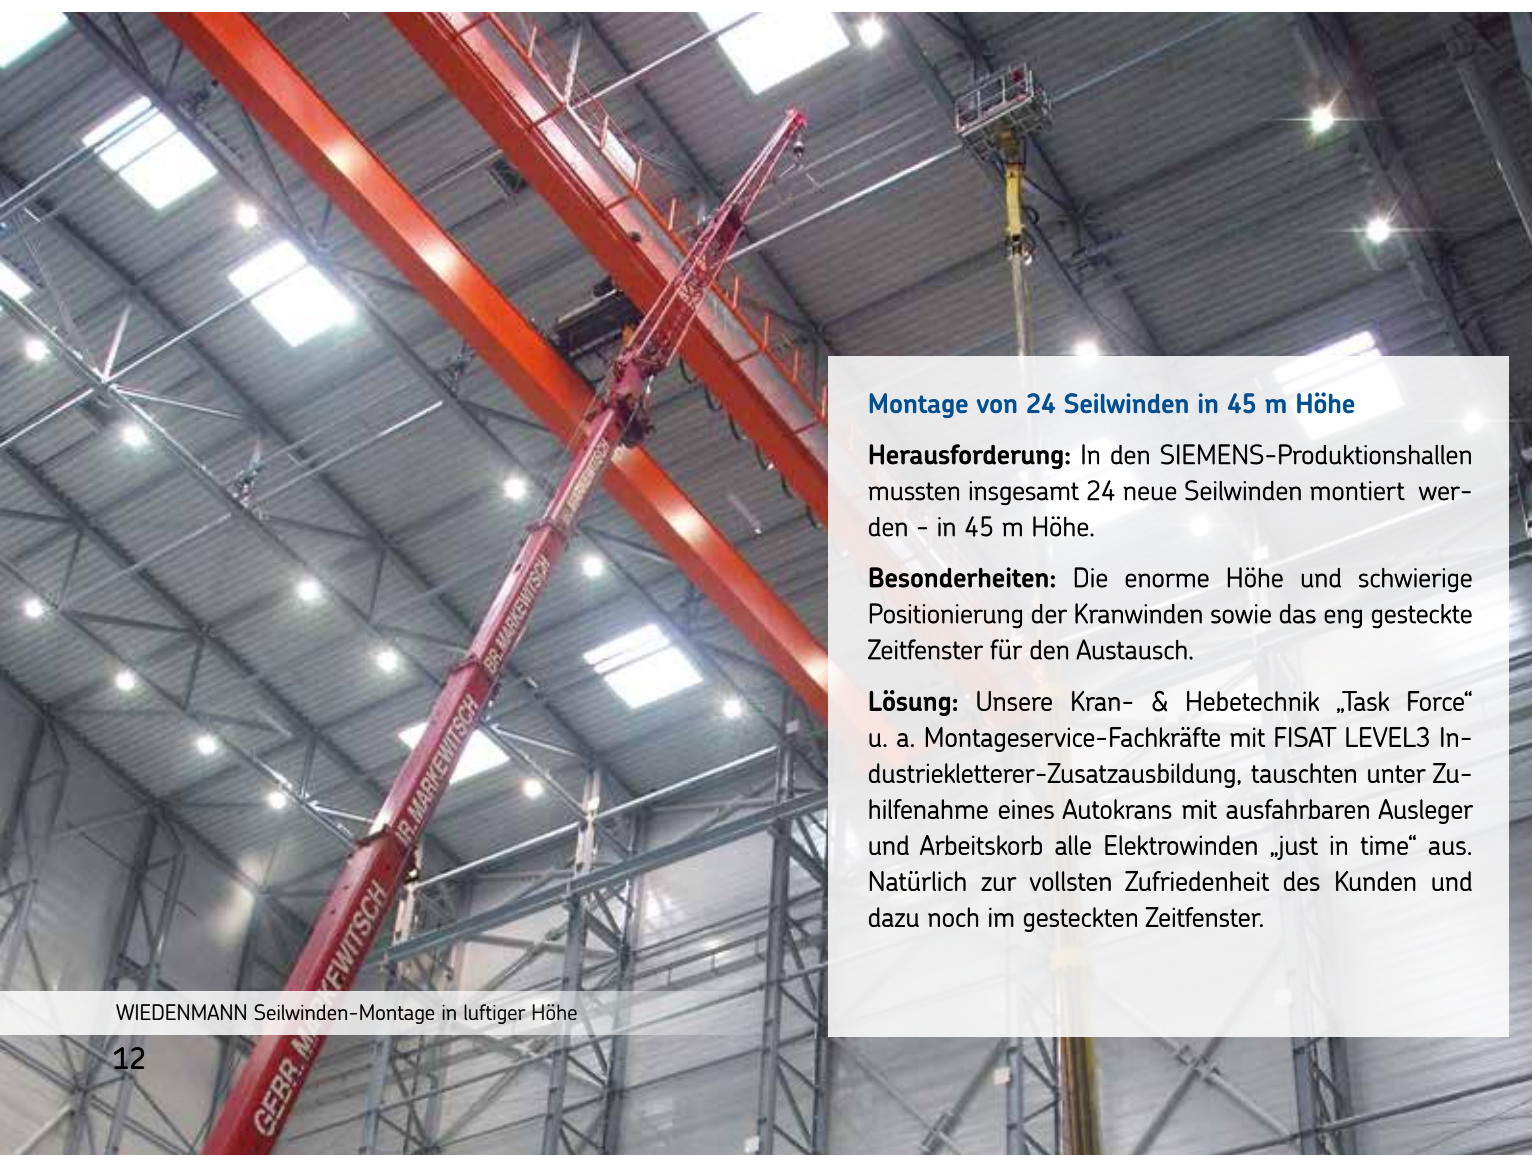 Montage von 24 Seilwinden in 45 m Höhe
Herausforderung: In den SIEMENS-Produktionshallen
mussten insgesamt 24 neue Seilwinden montiert wer-
den - in 45 m Höhe.
Besonderheiten: Die enorme Höhe und schwierige
Positionierung der Kranwinden sowie das eng gesteckte
Zeitfenster für den Austausch.
Lösung: Unsere Kran- & Hebetechnik „Task Force“
u. a. Montageservice-Fachkräfte mit FISAT LEVEL3 In-
dustriekletterer-Zusatzausbildung, tauschten unter Zu-
hilfenahme eines Autokrans mit ausfahrbaren Ausleger
und Arbeitskorb alle Elektrowinden „just in time“ aus.
Natürlich zur vollsten Zufriedenheit des Kunden und
dazu noch im gesteckten Zeitfenster.
GEBR. MARKEWITSCH
R. MARKEWITSCH
BR. MARKEWITSCH
WIEDENMANN Seilwinden-Montage in luftiger Höhe
12